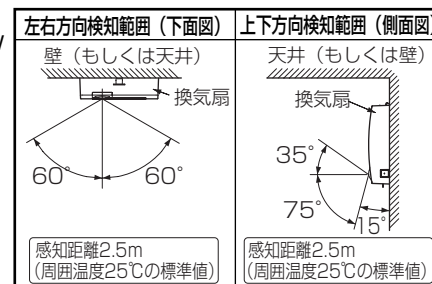 左右方向検知範囲（下面図）
壁（もしくは天井）
換気扇
60°
60°
感知距離2.5m
(周囲温度25℃の標準値)
上下方向検知範囲（側面図
天井（もしくは壁）
換気扇
35°
75°
15°
感知距離2.5m
(周囲温度25℃の標準値)